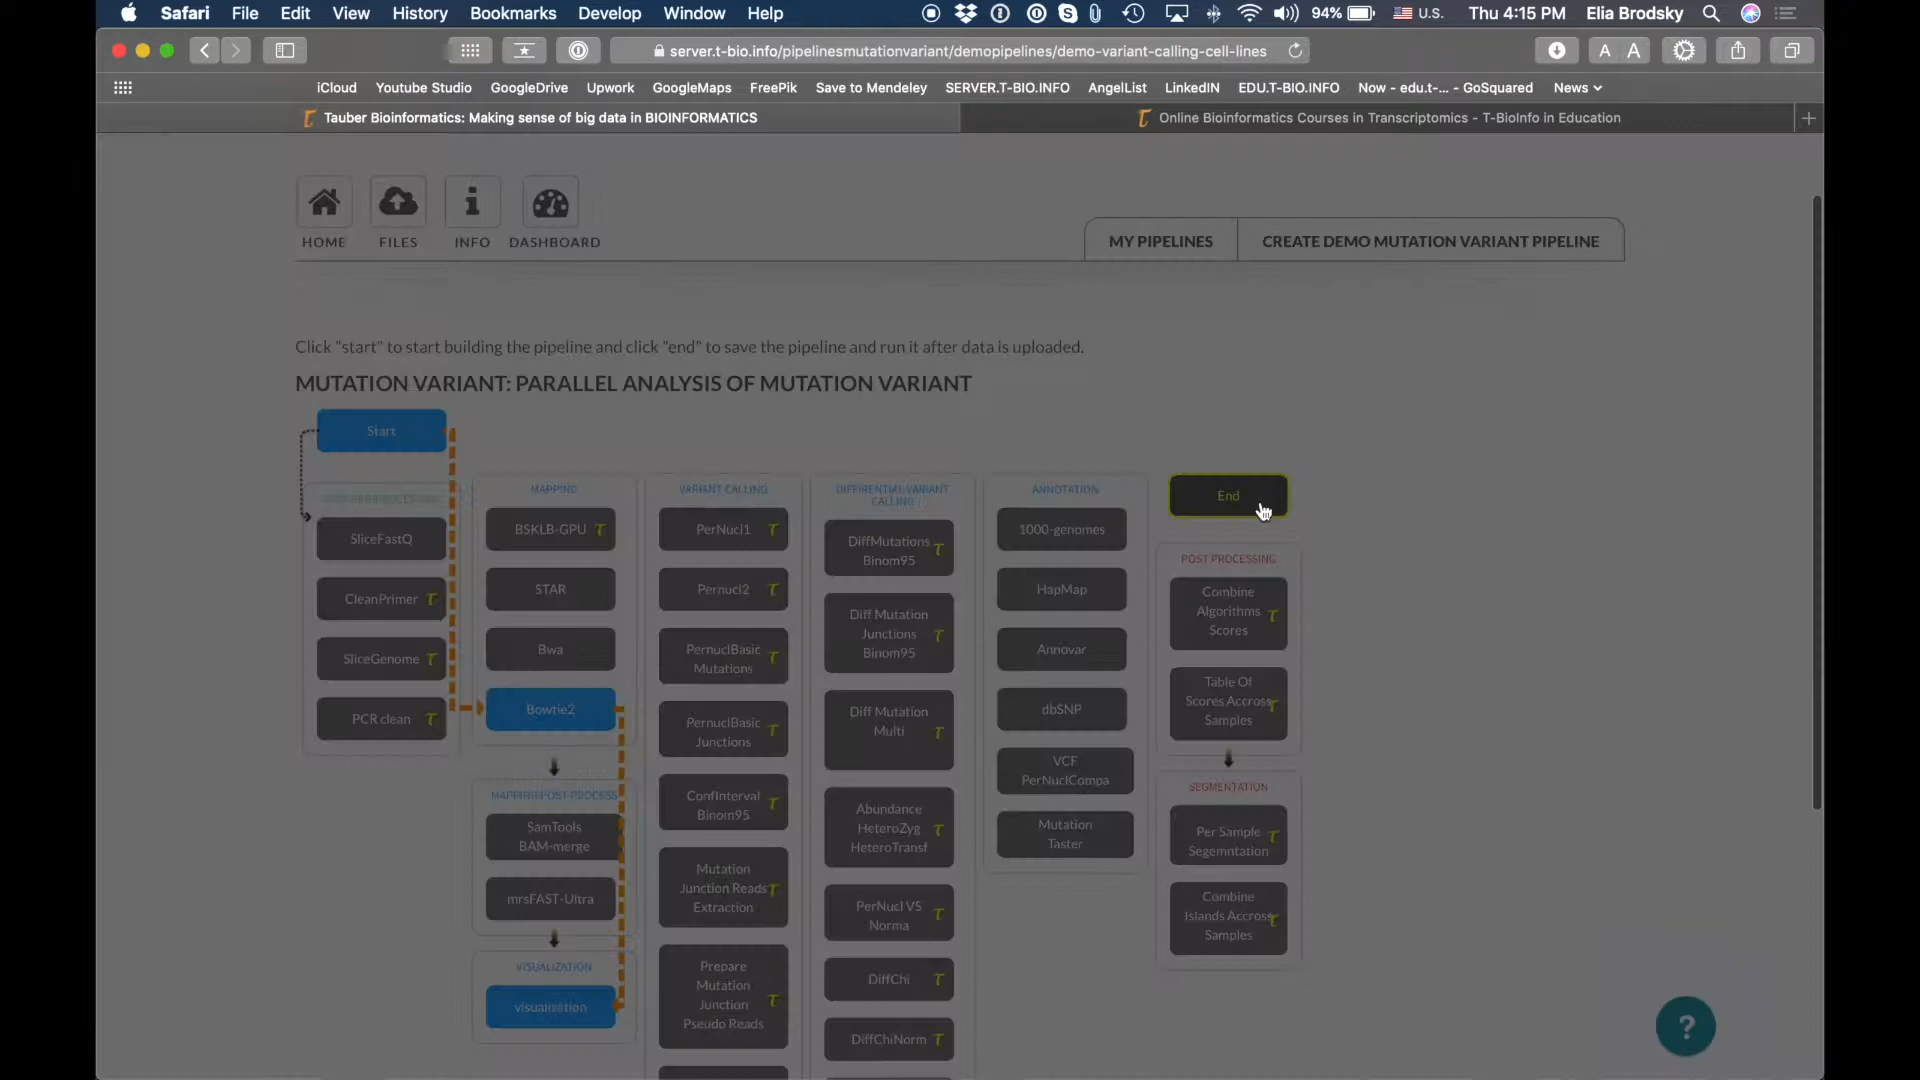 Safari File Edit View History Bookmarks Develop Window Help 94% U.S. Thu 4:15 PM Elia Brodsky
server.t-bio.info/pipelinesmutationvariant/demopipelines/demo-variant-calling-cell-lines A A
iCloud Youtube Studio GoogleDrive Upwork GoogleMaps FreePik Save to Mendeley SERVER.T-BIO.INFO AngelList LinkedIN EDU.T-BIO.INFO Now - edu.t-... - GoSquared News
Tauber Bioinformatics: Making sense of big data in BIOINFORMATICS
Online Bioinformatics Courses in Transcriptomics - T-BioInfo in Education
HOME FILES INFO DASHBOARD
MY PIPELINES CREATE DEMO MUTATION VARIANT PIPELINE
Click "start" to start building the pipeline and click "end" to save the pipeline and run it after data is uploaded.
MUTATION VARIANT: PARALLEL ANALYSIS OF MUTATION VARIANT
Start
SliceFastQ
CleanPrimer
SliceGenome
PCR clean
MAPPING
BSKLB-GPU
STAR
Bwa
Bowtie2
MAPPING POST-PROCESS
SamTools
BAM-merge
mrsFAST-Ultra
VISUALIZATION
visualization
VARIANT CALLING
PerNucl1
Pernucl2
PernuclBasic
Mutations
PernuclBasic
Junctions
ConfInterval
Binom95
Mutation
Junction Reads
Extraction
Prepare
Mutation
Junction
Pseudo Reads
DIFFIRENTIAL VARIANT
CALLING
DiffMutations
Binom95
Diff Mutation
Junctions
Binom95
Diff Mutation
Multi
Abundance
HeteroZyg
HeteroTransf
PerNucl VS
Norma
DiffChi
DiffChiNorm
ANNOTATION
1000-genomes
HapMap
Annovar
dbSNP
VCF
PerNuclCompa
Mutation
Taster
End
POST PROCESSING
Combine
Algorithms
Scores
Table Of
Scores Accross
Samples
SEGMENTATION
Per Sample
Segemntation
Combine
Islands Accross
Samples
?